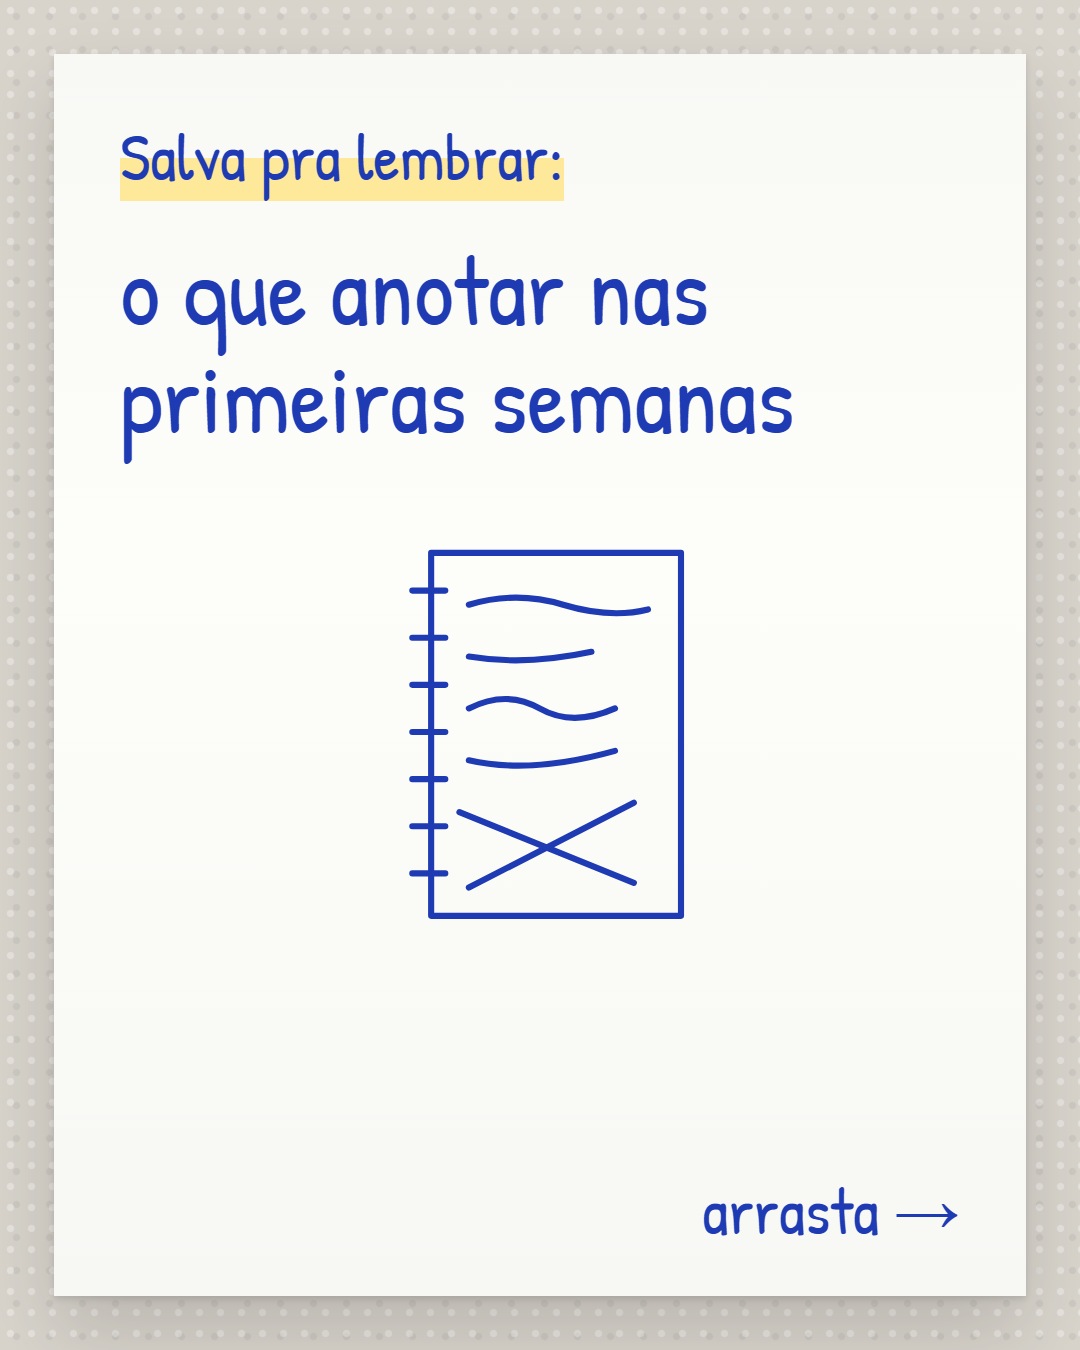 Salva pra lembrar:
o que anotar nas
primeiras semanas
arrasta →